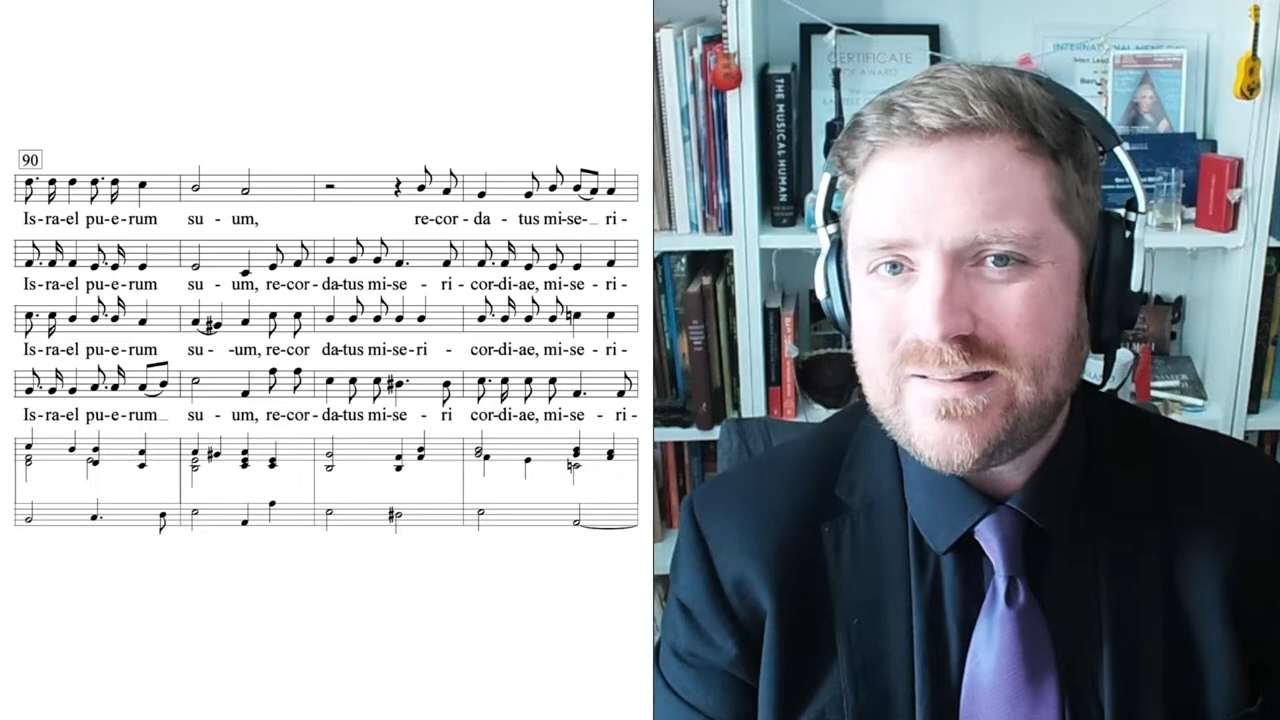 90
Is-ra-el pu-e-rum su-um, re-cor-da-tus mi-se-_ ri-
Is-ra-el pu-e-rum su-um, re-cor-da-tus mi-se-ri-cor-di-ae, mi-se-ri-
Is-ra-el pu-e-rum su--um, re-cor da-tus mi-se-ri-cor-di-ae, mi-se-ri-
Is-ra-el pu-e-rum_ su-um, re-cor-da-tus mi-se-ri cor-di-ae, mi-se-ri-
CERTIFICATE
OF AWARD
THE MUSICAL HUMAN